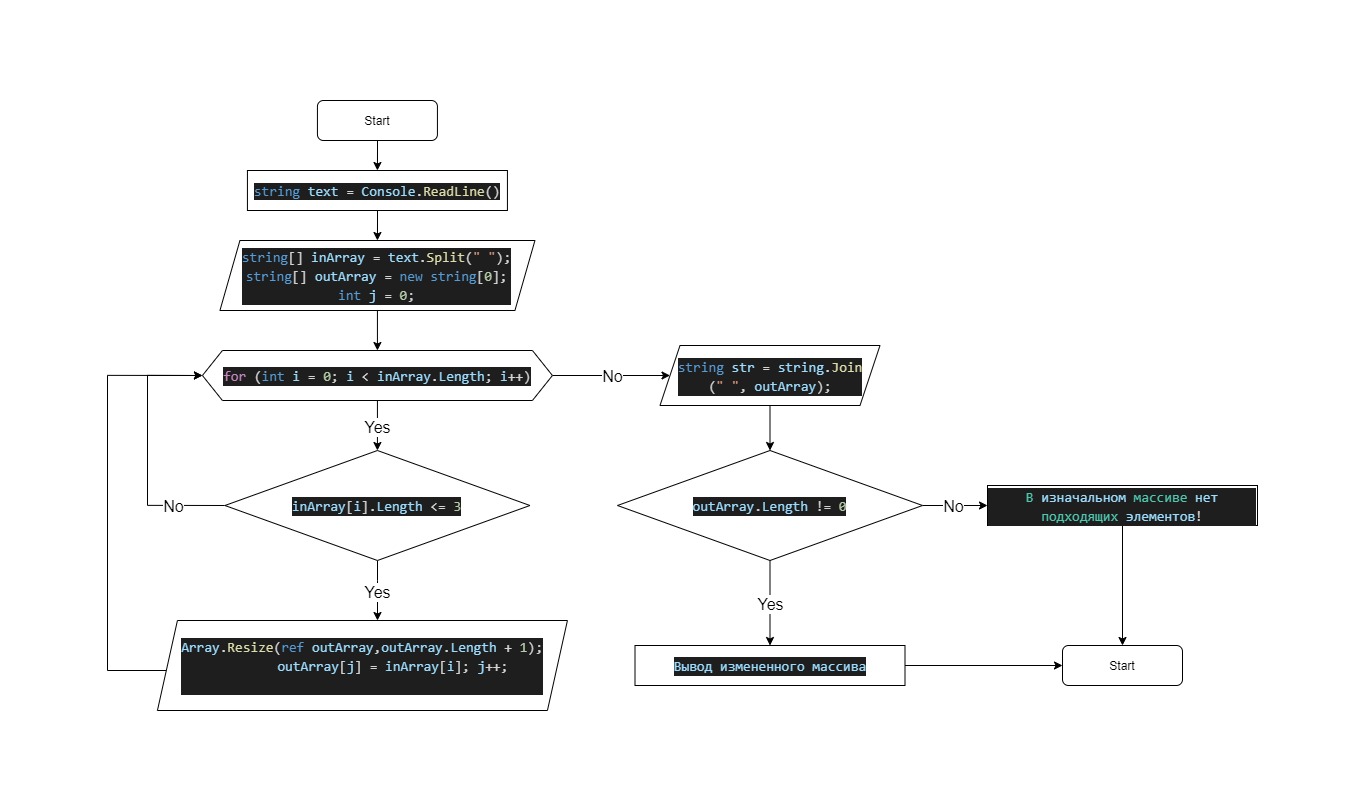 Start
string text = Console.ReadLine()
string[] inArray = text.Split(" ");
string[] outArray = new string[0];
int j = 0;
for (int i = 0; i < inArray.Length; i++)
No
string str = string.Join
(" ", outArray);
Yes
inArray[i].Length <= 3
No
outArray.Length != 0
No
В изначальном массиве нет
подходящих элементов!
Yes
Yes
Array.Resize(ref outArray,outArray.Length + 1);
outArray[j] = inArray[i]; j++;
Вывод измененного массива
Start